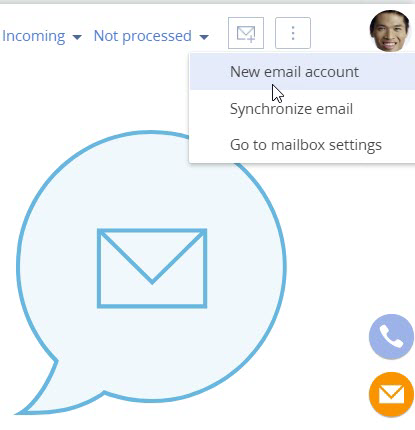 Incoming Not processed
New email account
Synchronize email
Go to mailbox settings